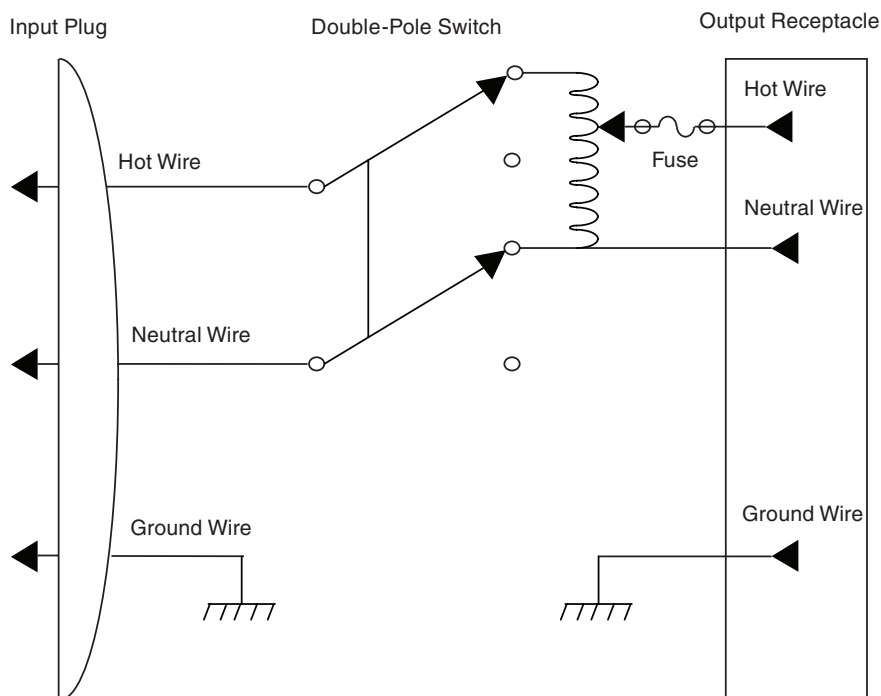 Input Plug
Double-Pole Switch
Output Receptacle
Hot Wire
Hot Wire
Fuse
Neutral Wire
Neutral Wire
Ground Wire
Ground Wire